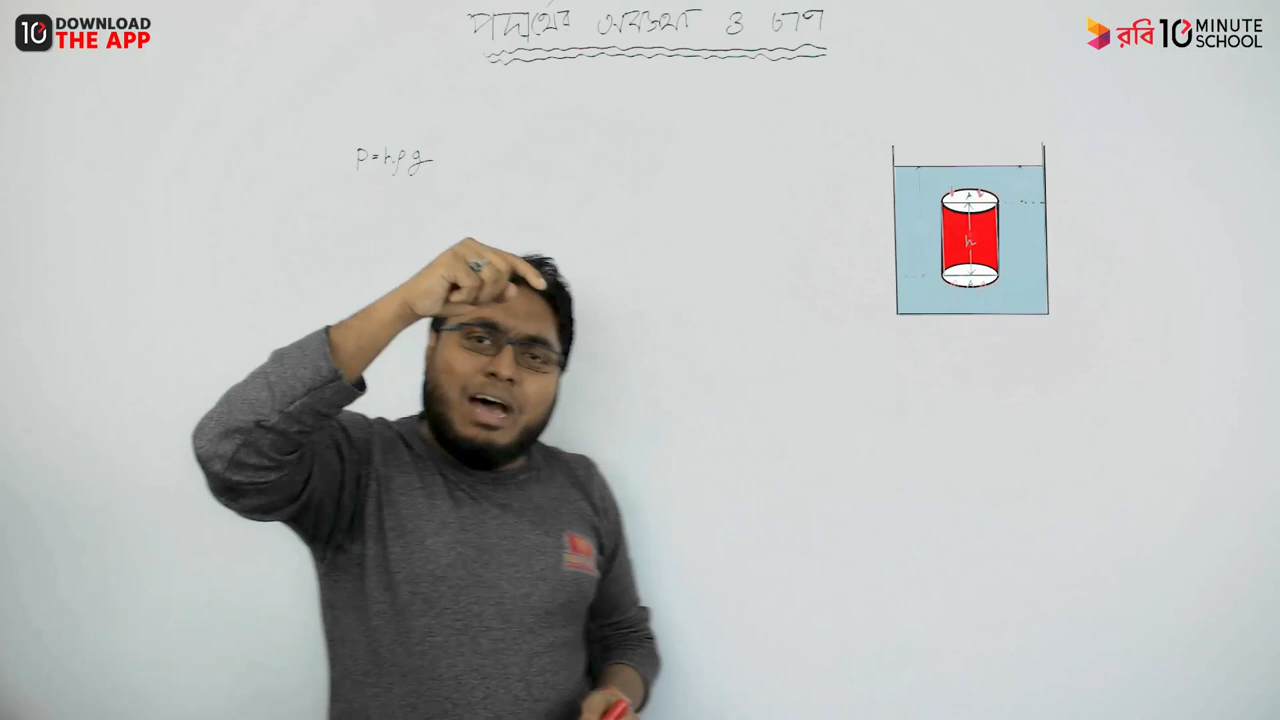 DOWNLOAD
THE APP
পদার্থের অবস্থা ও চাপ
রবি 10 MINUTE
SCHOOL
P=hρg
h